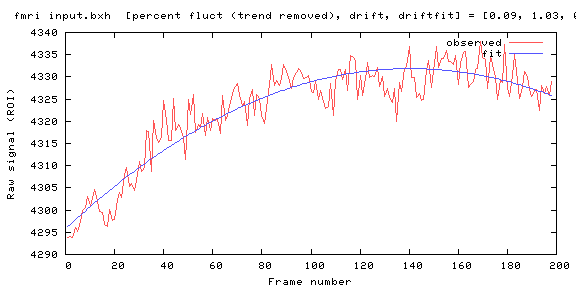 fmri input.bxh [percent fluct (trend removed), drift, driftfit] = [0.09, 1.03, 0
4340
4335
4330
4325
4320
4315
4310
4305
4300
4295
4290
observed
fit
Raw signal (ROI)
0 20 40 60 80 100 120 140 160 180 200
Frame number